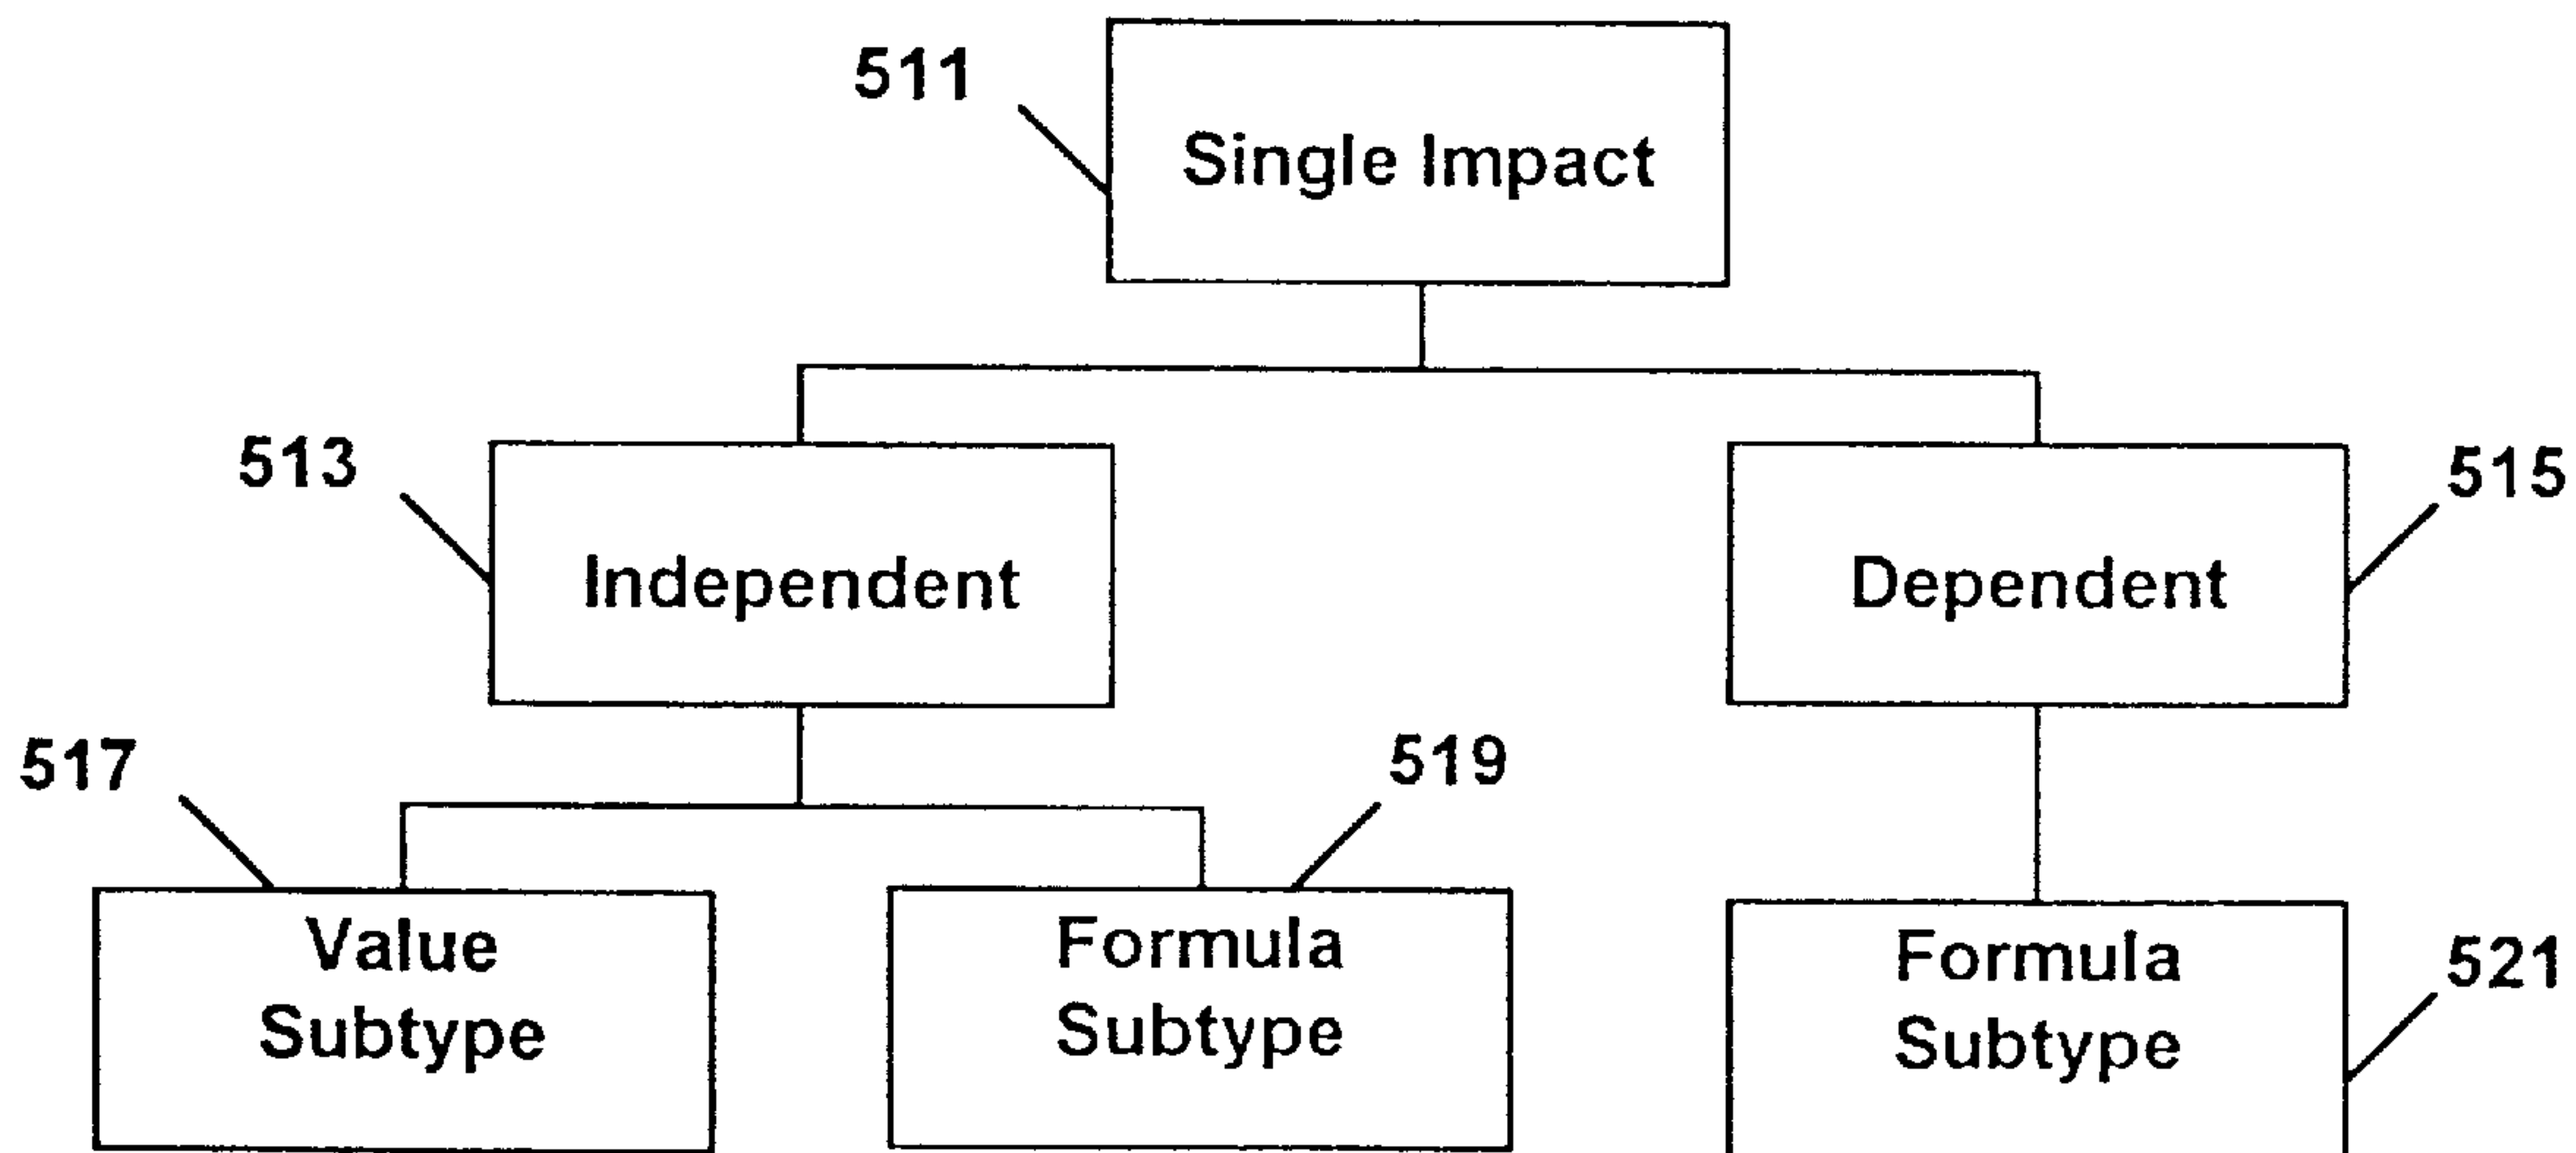 511
Single Impact
513
Independent
515
Dependent
517
Value
Subtype
519
Formula
Subtype
521
Formula
Subtype